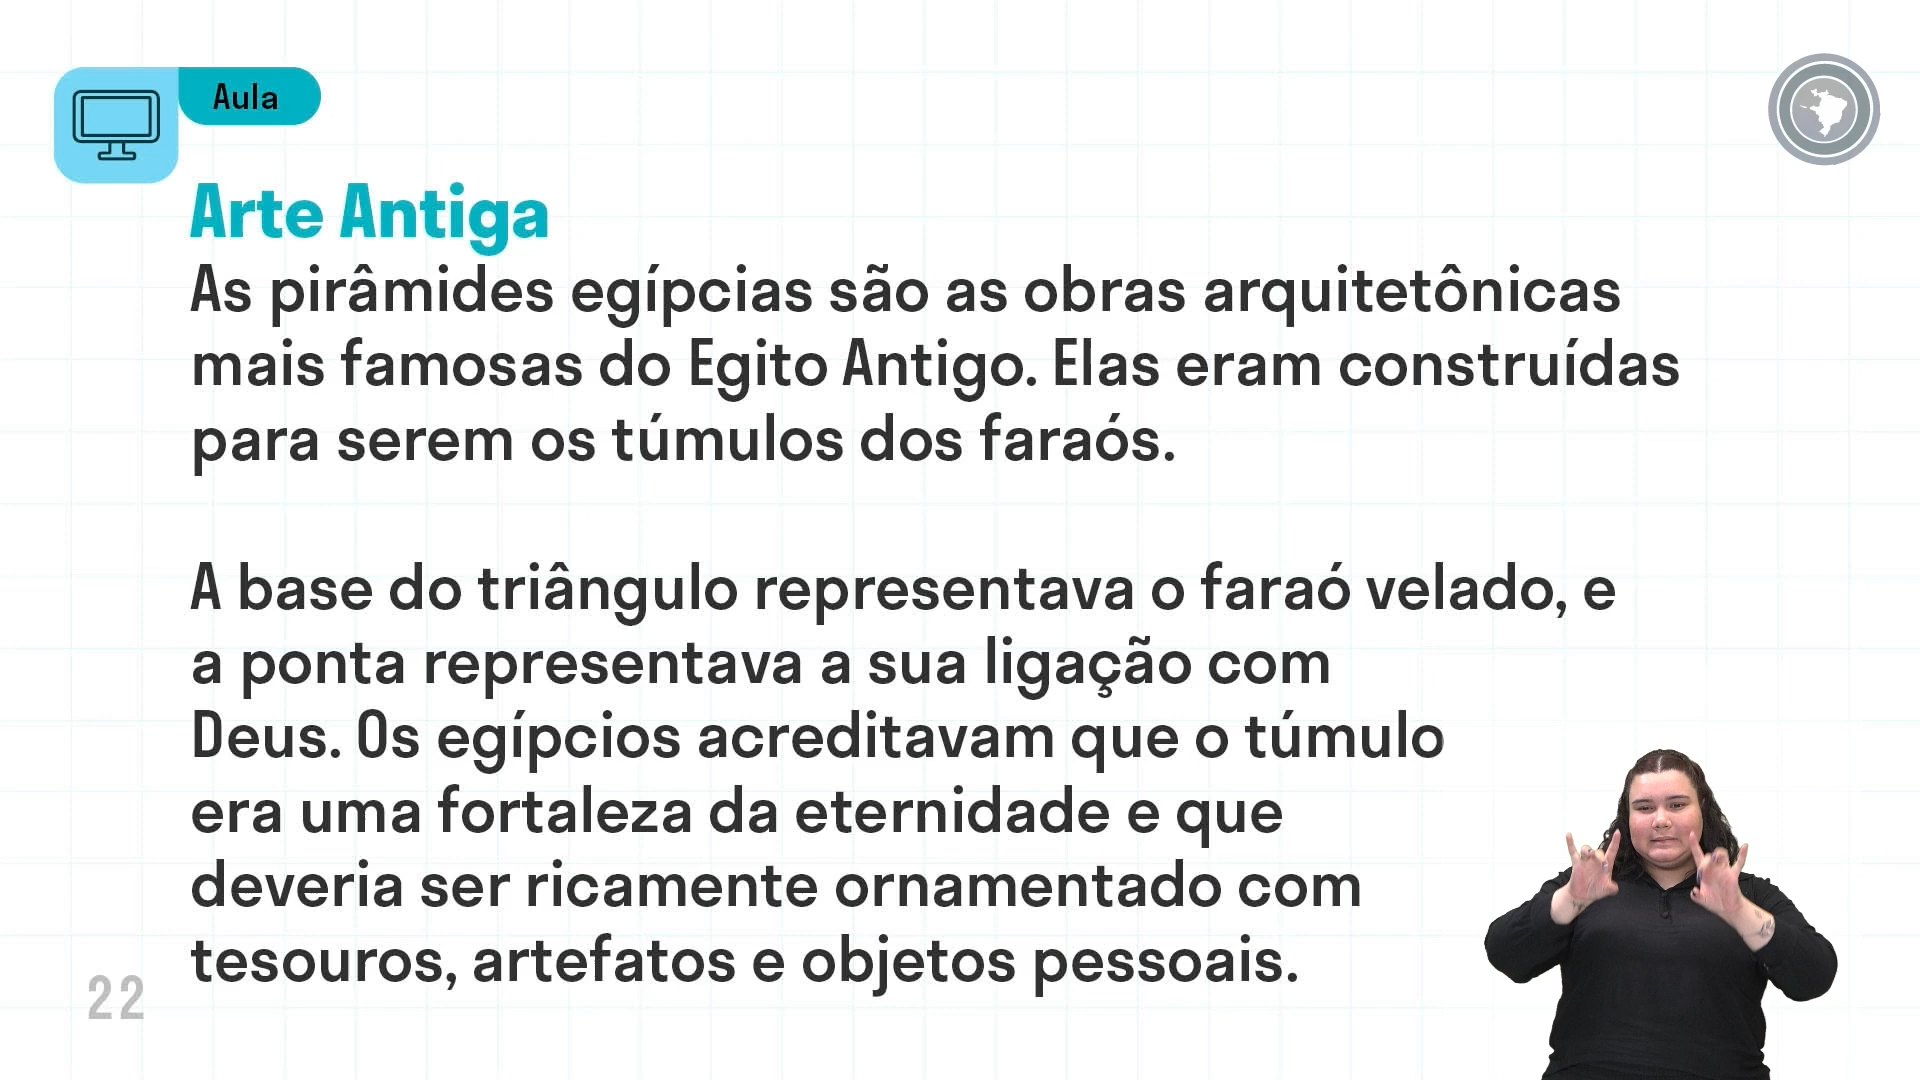 Aula
Arte Antiga
As pirâmides egípcias são as obras arquitetônicas
mais famosas do Egito Antigo. Elas eram construídas
para serem os túmulos dos faraós.
A base do triângulo representava o faraó velado, e
a ponta representava a sua ligação com
Deus. Os egípcios acreditavam que o túmulo
era uma fortaleza da eternidade e que
deveria ser ricamente ornamentado com
tesouros, artefatos e objetos pessoais.
22